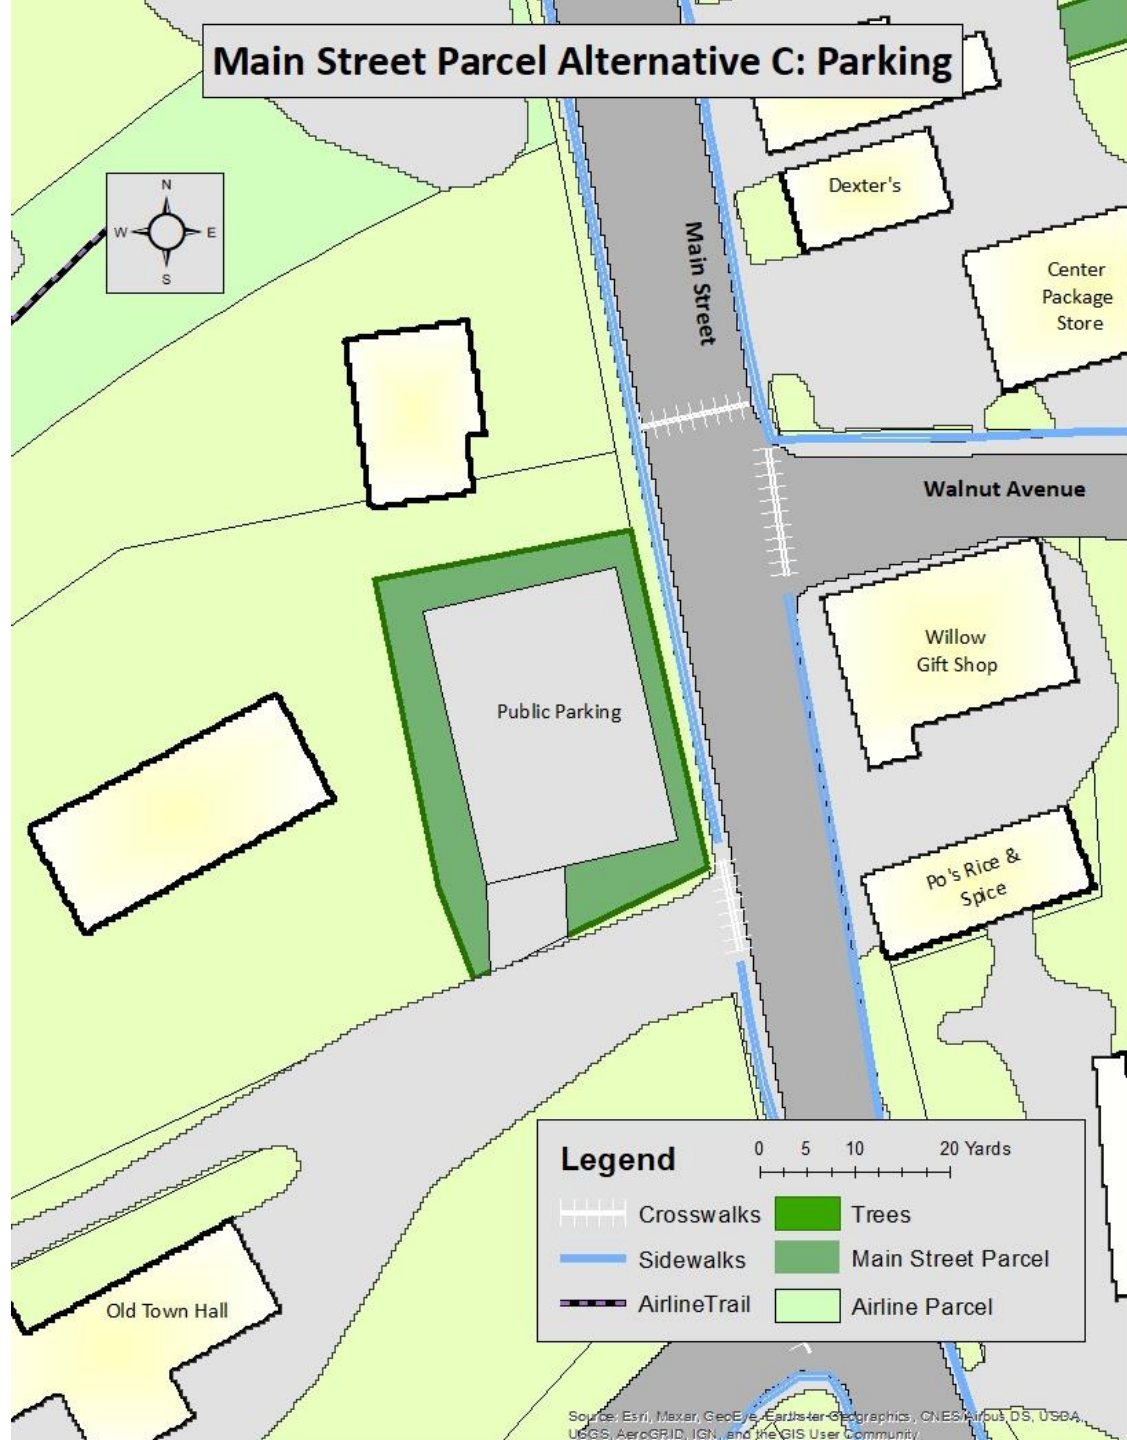 Main Street Parcel Alternative C: Parking
N
W E
S
Dexter's
Main Street
Center
Package
Store
Walnut Avenue
Willow
Gift Shop
Public Parking
Po's Rice &
Spice
Old Town Hall
Legend
0 5 10 20 Yards
Crosswalks
Sidewalks
AirlineTrail
Trees
Main Street Parcel
Airline Parcel
Source: Esri, Maxar, GeoEye, Earthstar Geographics, CNES/Airbus DS, USDA,
USGS, AeroGRID, IGN, and the GIS User Community